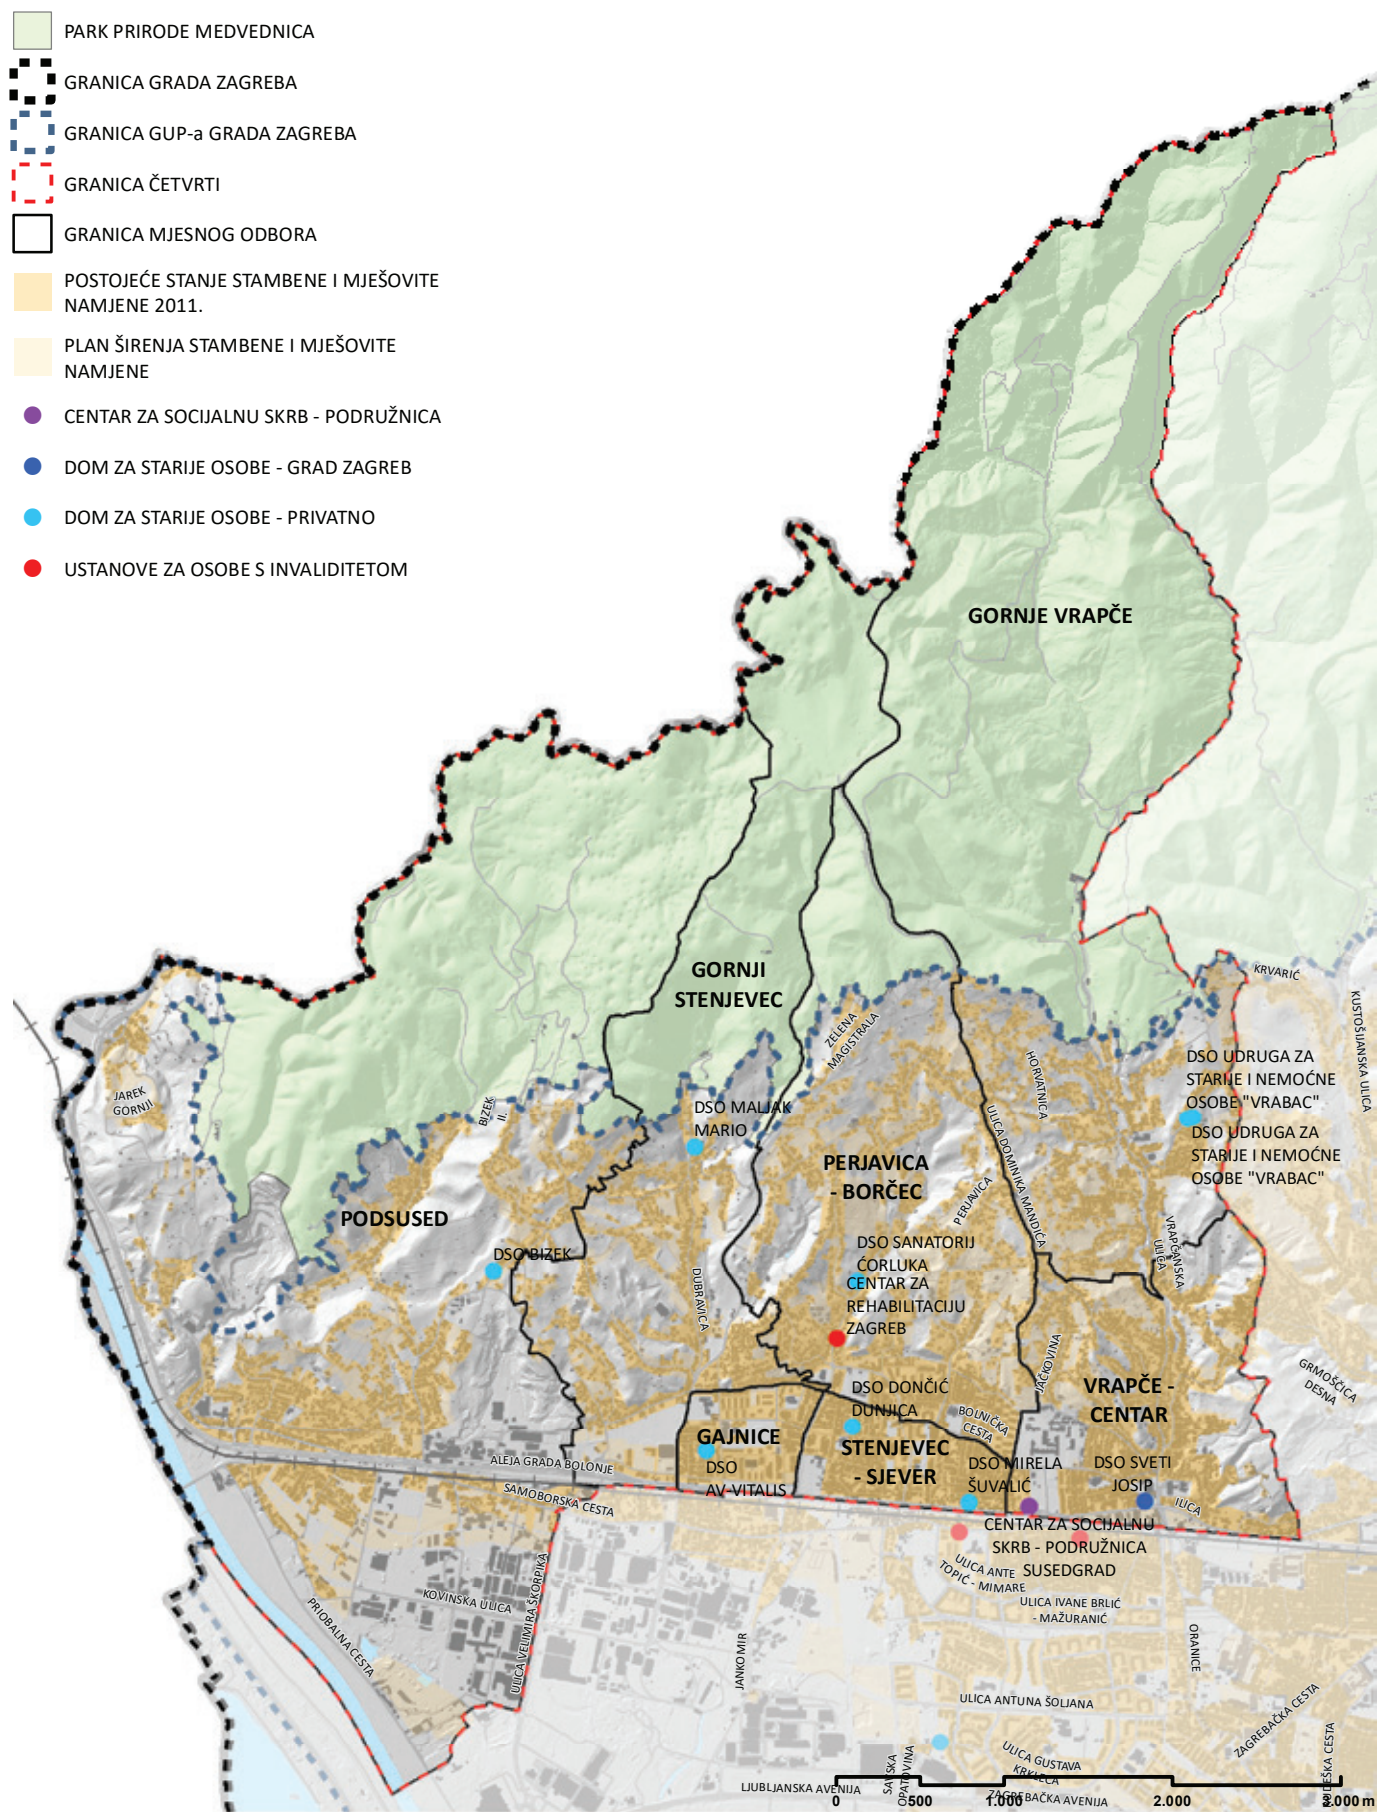 PARK PRIRODE MEDVEDNICA
GRANICA GRADA ZAGREBA
GRANICA GUP-a GRADA ZAGREBA
GRANICA ČETVRTI
GRANICA MJESNOG ODBORA
POSTOJEĆE STANJE STAMBENE I MJEŠOVITE
NAMJENE 2011.
PLAN ŠIRENJA STAMBENE I MJEŠOVITE
NAMJENE
CENTAR ZA SOCIJALNU SKRB - PODRUŽNICA
DOM ZA STARIJE OSOBE - GRAD ZAGREB
DOM ZA STARIJE OSOBE - PRIVATNO
USTANOVE ZA OSOBE S INVALIDITETOM
GORNJE VRAPČE
GORNJI
STENJEVEC
KRVARIĆ
KUSTOŠIJANSKA ULICA
ZELENA
MAGISTRALA
HORVATNICA
JAREK
GORNJI
BIZEK
II.
DSO MALJAK
MARIO
ULICA DOMINIKA MANDIĆA
DSO UDRUGA ZA
STARIJE I NEMOĆNE
OSOBE "VRABAC"
DSO UDRUGA ZA
STARIJE I NEMOĆNE
OSOBE "VRABAC"
PERJAVICA
- BORČEC
PERJAVICA
PODSUSED
DSO BIZEK
DUBRAVICA
VRAPČANSKA
ULICA
DSO SANATORIJ
ĆORLUKA
CENTAR ZA
REHABILITACIJU
ZAGREB
JAČKOVINA
GRMOŠČICA
DESNA
VRAPČE -
CENTAR
DSO DONČIĆ
DUNJICA
BOLNIČKA
CESTA
GAJNICE
DSO
AV-VITALIS
STENJEVEC
- SJEVER
DSO MIRELA
ŠUVALIĆ
DSO SVETI
JOSIP
ILICA
ALEJA GRADA BOLONJE
SAMOBORSKA CESTA
CENTAR ZA SOCIJALNU
SKRB - PODRUŽNICA
SUSEDGRAD
ULICA ANTE
TOPIĆ - MIMARE
ULICA IVANE BRLIĆ
- MAŽURANIĆ
KOVINSKA ULICA
ULICA VELIMIRA ŠKORPIKA
PRIOBALNA CESTA
JANKOMIR
ORANICE
ULICA ANTUNA ŠOLJANA
ZAGREBAČKA CESTA
ULICA GUSTAVA
KRKLECA
SAVSKA
OPATOVINA
LJUBLJANSKA AVENIJA
ZAGREBAČKA AVENIJA
CESTA
0 500 1.000 2.000 3.000 m